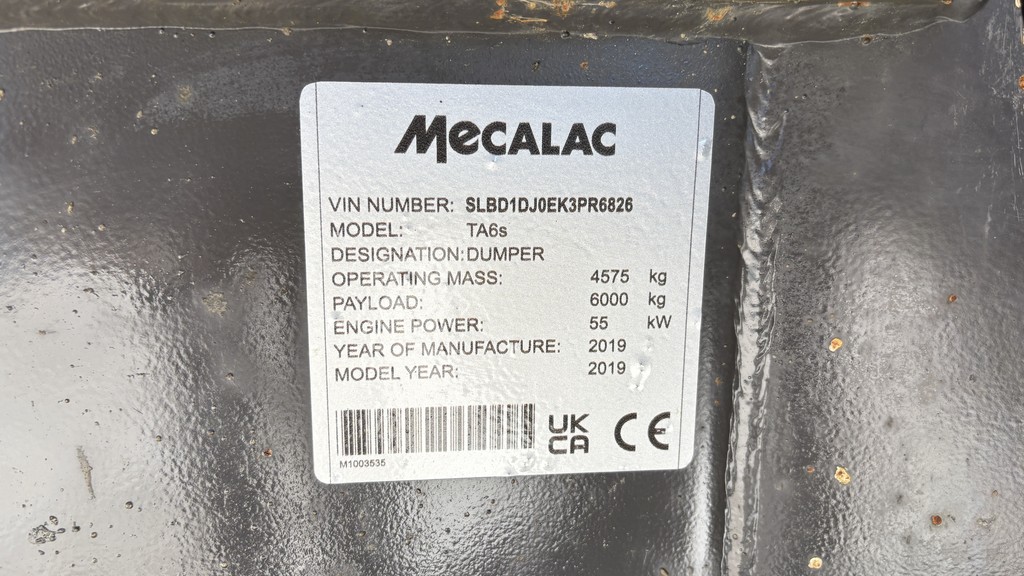 MECALAC
VIN NUMBER: SLBD1DJ0EK3PR6826
MODEL: TA6s
DESIGNATION: DUMPER
OPERATING MASS: 4575 kg
PAYLOAD: 6000 kg
ENGINE POWER: 55 kW
YEAR OF MANUFACTURE: 2019
MODEL YEAR: 2019
UK
CA CE
M1003535